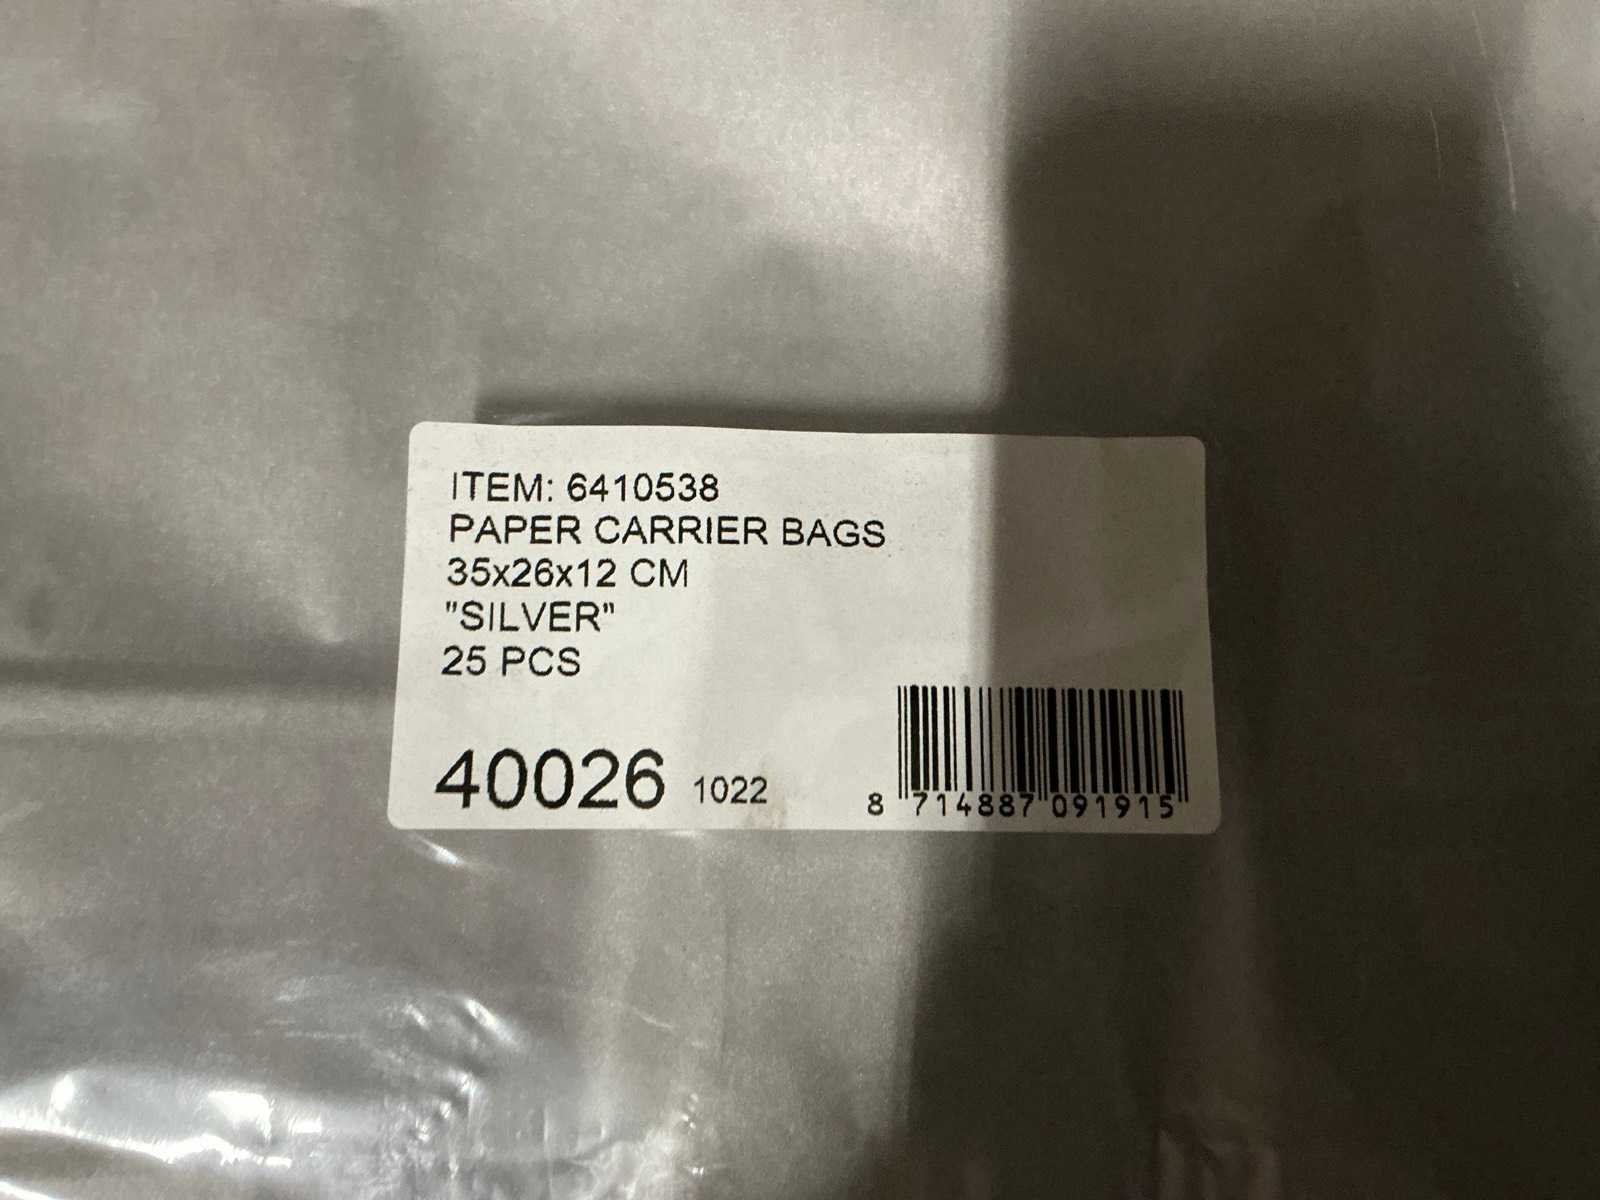 ITEM: 6410538
PAPER CARRIER BAGS
35x26x12 CM
"SILVER"
25 PCS
40026 1022
8 714887 091915